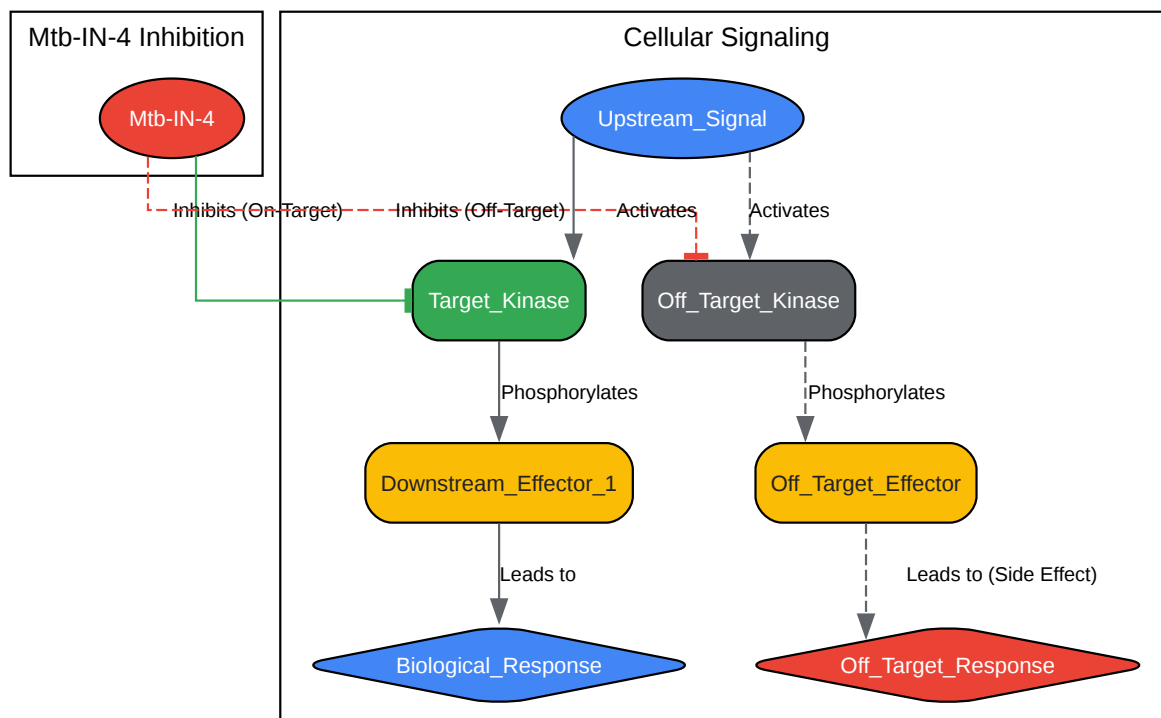 Mtb-IN-4 Inhibition
Cellular Signaling
Mtb-IN-4
Upstream_Signal
Inhibits (On-Target)
Inhibits (Off-Target)
Activates
Activates
Target_Kinase
Off_Target_Kinase
Phosphorylates
Phosphorylates
Downstream_Effector_1
Off_Target_Effector
Leads to
Leads to (Side Effect)
Biological_Response
Off_Target_Response